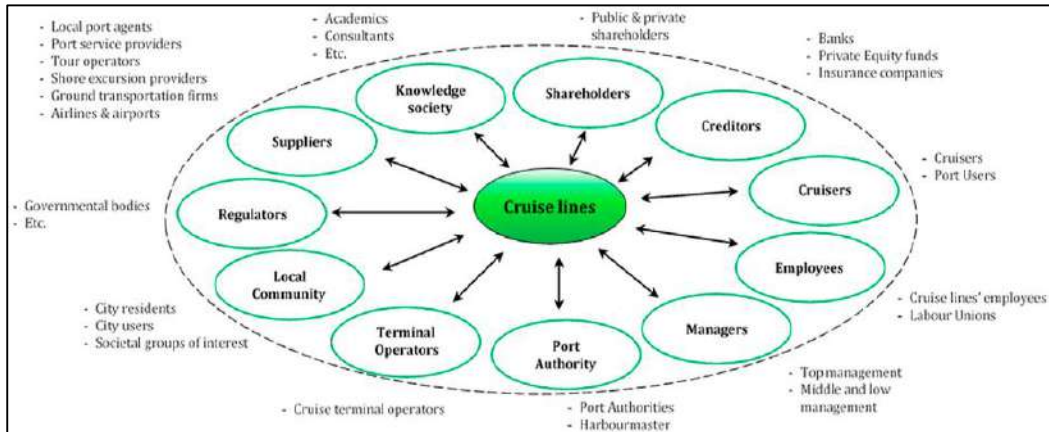 - Local port agents
- Port service providers
- Tour operators
- Shore excursion providers
- Ground transportation firms
- Airlines & airports
- Academics
- Consultants
- Etc.
- Public & private
shareholders
- Banks
- Private Equity funds
- Insurance companies
Knowledge
society
Shareholders
Creditors
Suppliers
Cruisers
- Cruisers
- Port Users
Cruise lines
Regulators
- Governmental bodies
- Etc.
Local
Community
Employees
- Cruise lines' employees
- Labour Unions
- City residents
- City users
- Societal groups of interest
Terminal
Operators
Port
Authority
Managers
- Top management
- Middle and low
management
- Cruise terminal operators
- Port Authorities
- Harbourmaster